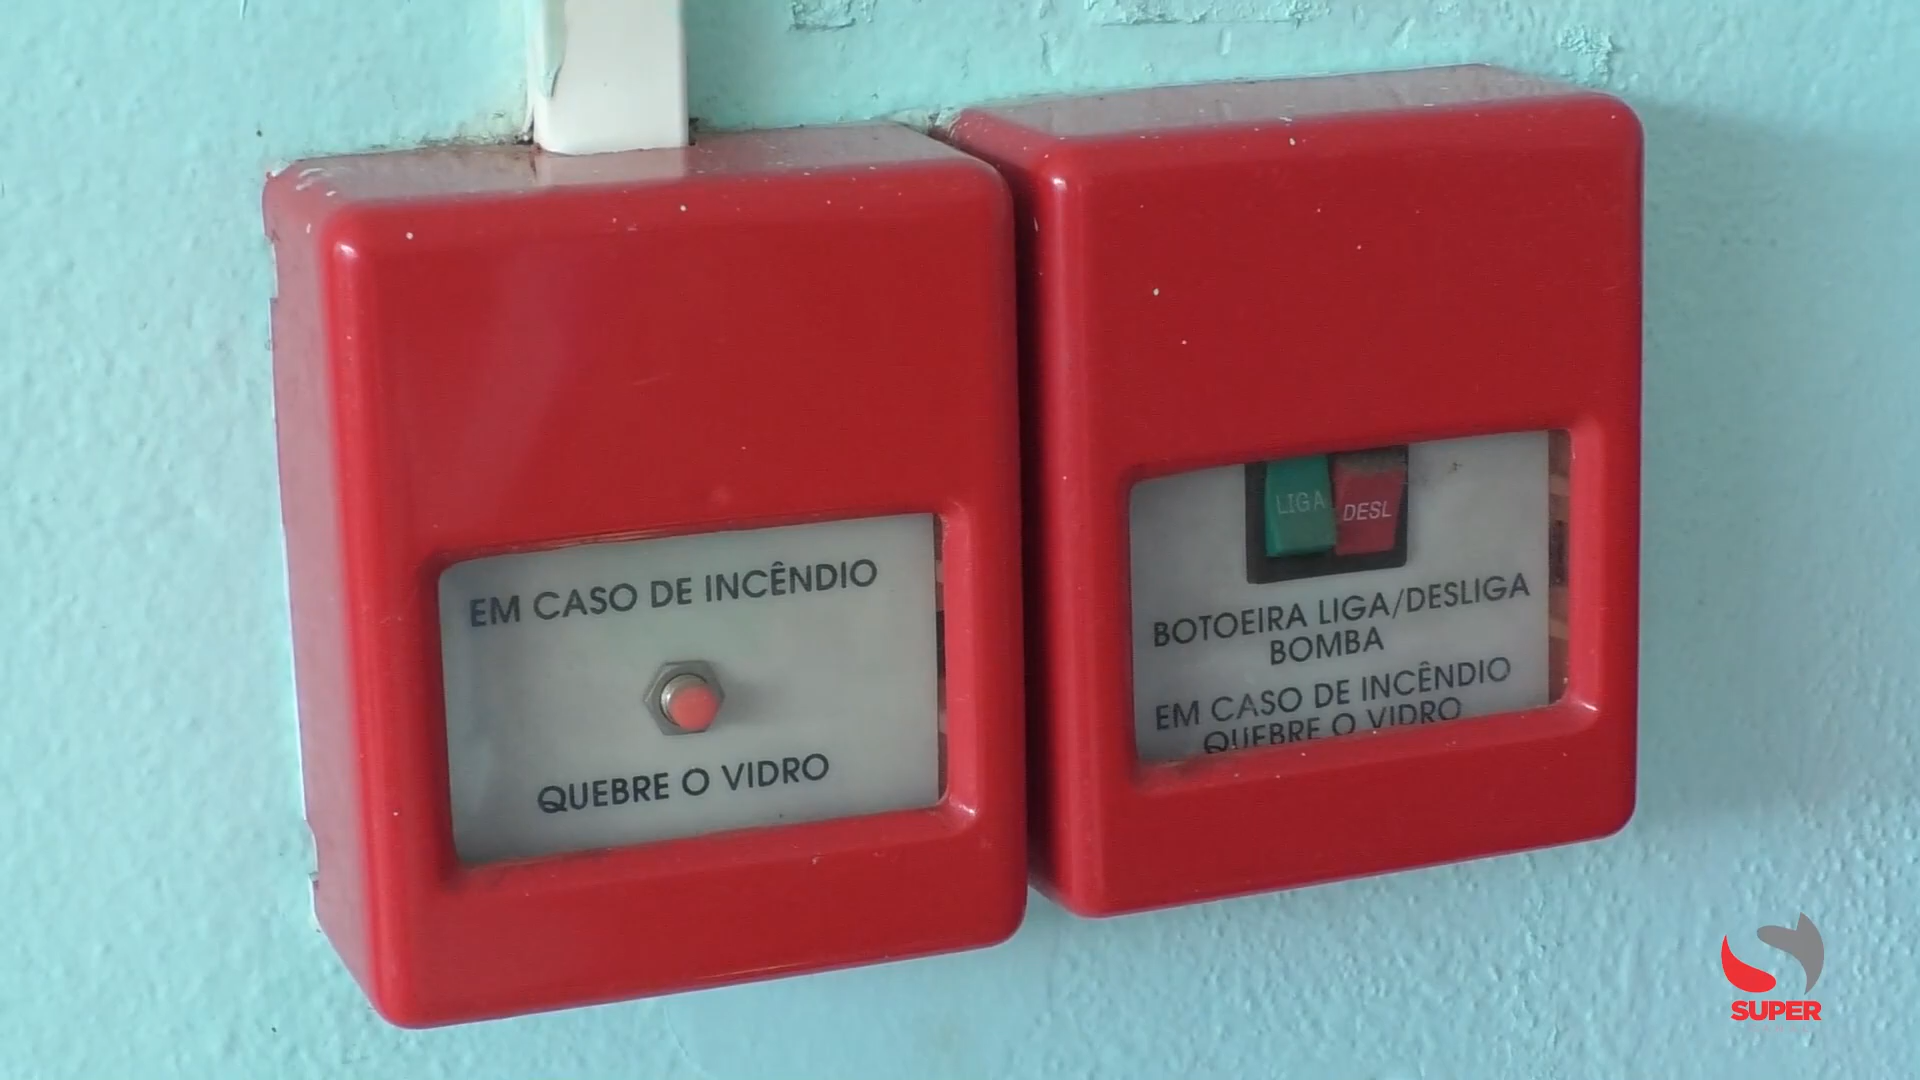 EM CASO DE INCÊNDIO
QUEBRE O VIDRO
LIGA DESL
BOTOEIRA LIGA/DESLIGA
BOMBA
EM CASO DE INCÊNDIO
QUEBRE O VIDRO
SUPER